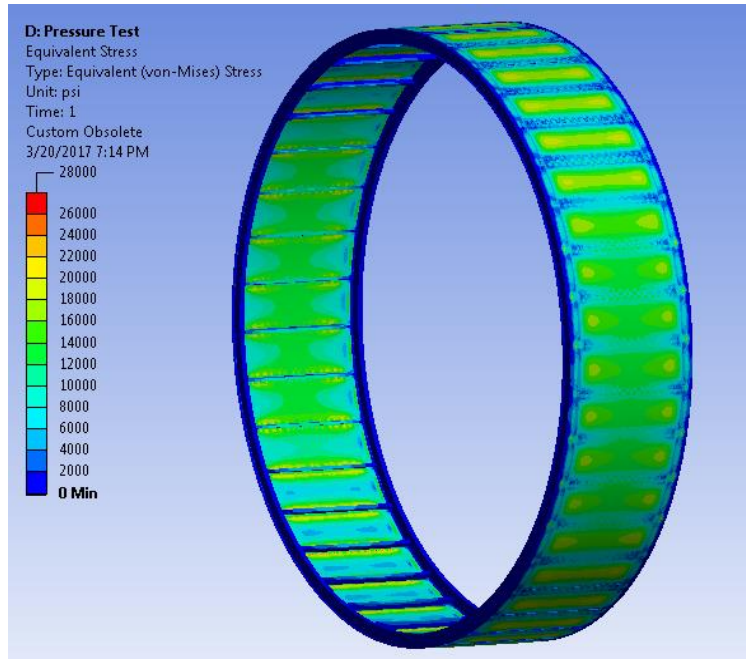 D: Pressure Test
Equivalent Stress
Type: Equivalent (von-Mises) Stress
Unit: psi
Time: 1
Custom Obsolete
3/20/2017 7:14 PM
28000
26000
24000
22000
20000
18000
16000
14000
12000
10000
8000
6000
4000
2000
0 Min